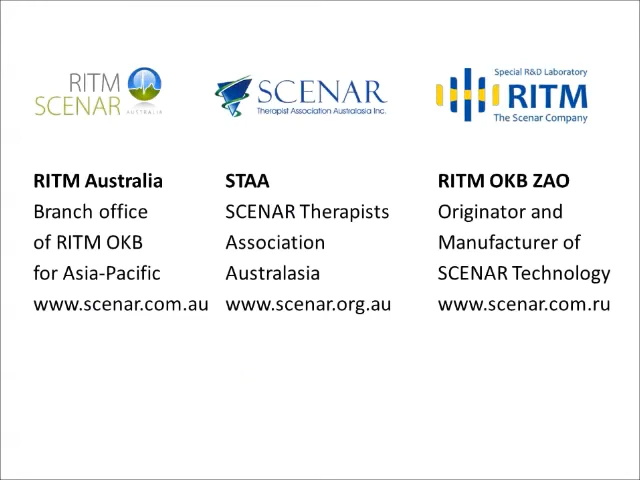 RITM
SCENAR
AUSTRALIA
SCENAR
Therapist Association Australasia Inc.
Special R&D Laboratory
RITM
The Scenar Company
RITM Australia
Branch office
of RITM OKB
for Asia-Pacific
www.scenar.com.au
STAA
SCENAR Therapists
Association
Australasia
www.scenar.org.au
RITM OKB ZAO
Originator and
Manufacturer of
SCENAR Technology
www.scenar.com.ru